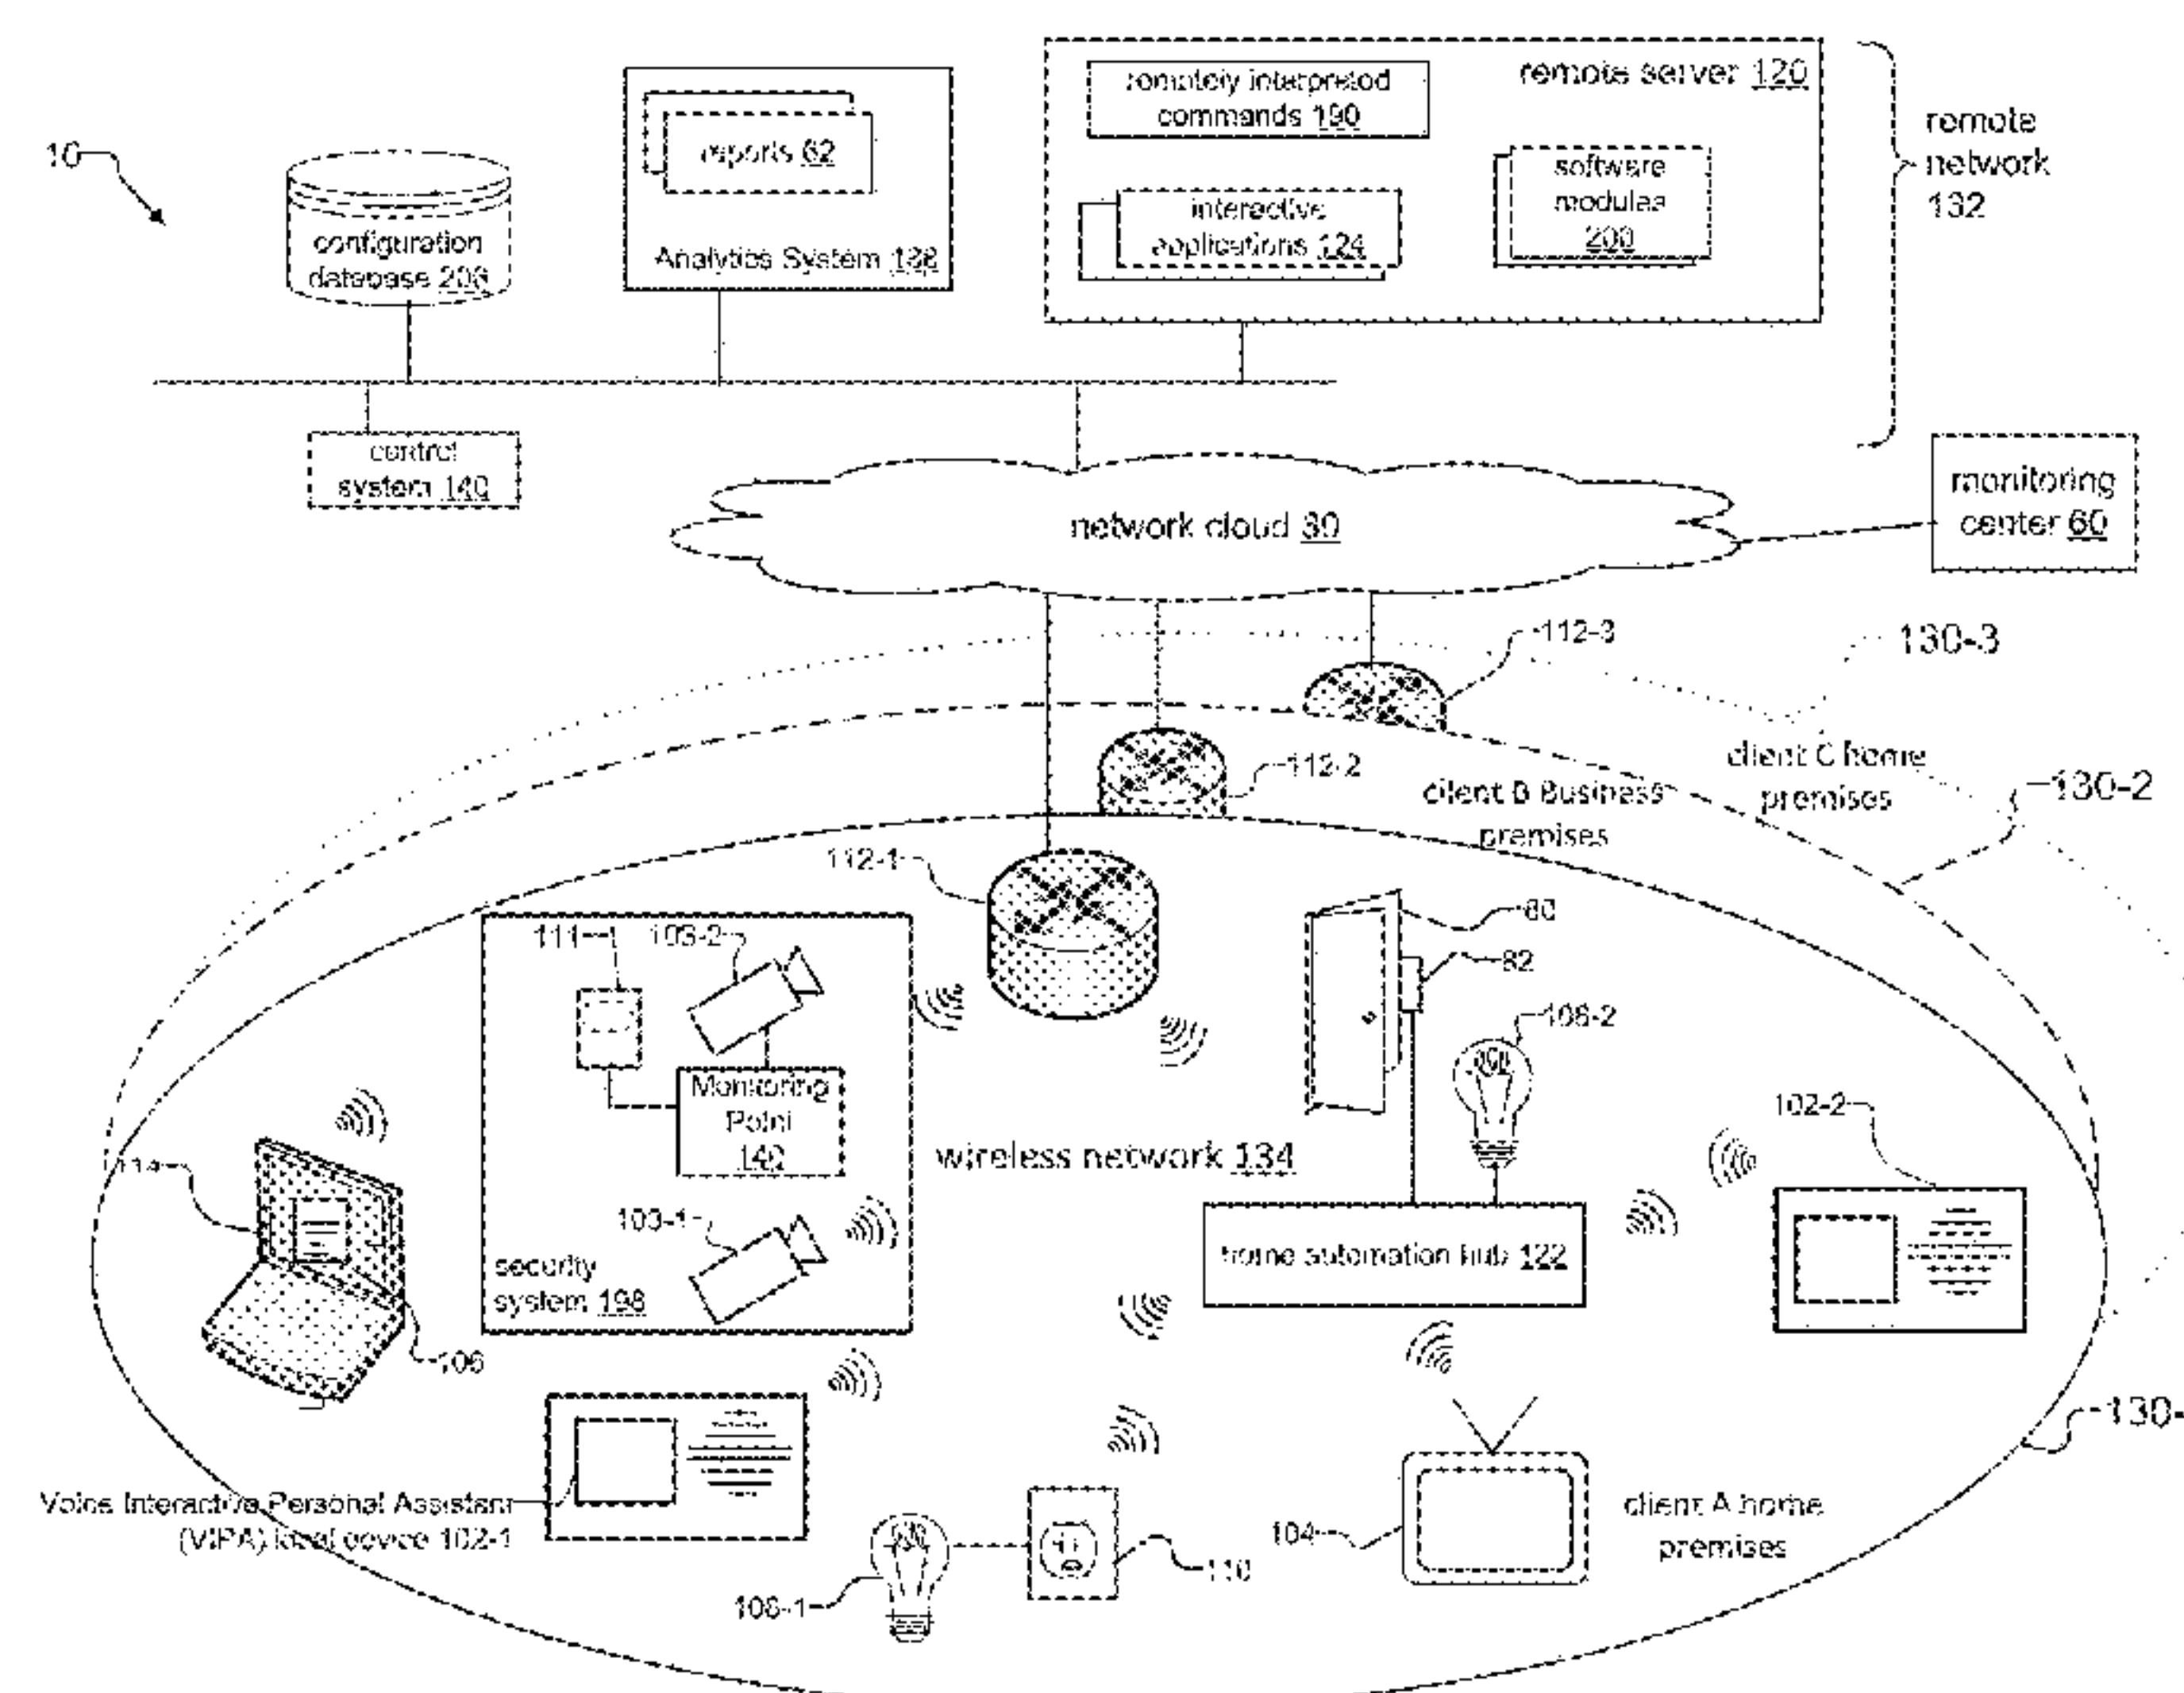 10
configuration
database 206
reports 62
Analytics System 188
remotely interpreted
commands 190
remote server 120
interactive
applications 124
software
modules
200
remote
network
132
control
system 140
network cloud 30
monitoring
center 60
112-3
130-3
112-2
client C home
premises
130-2
client B Business
premises
112-1
111
103-2
80
82
108-2
Monitoring
Point
142
wireless network 134
102-2
114
103-1
security
system 198
home automation hub 122
106
130-
Voice Interactive Personal Assistant
(VIPA) local device 102-1
104
client A home
premises
108-1
110